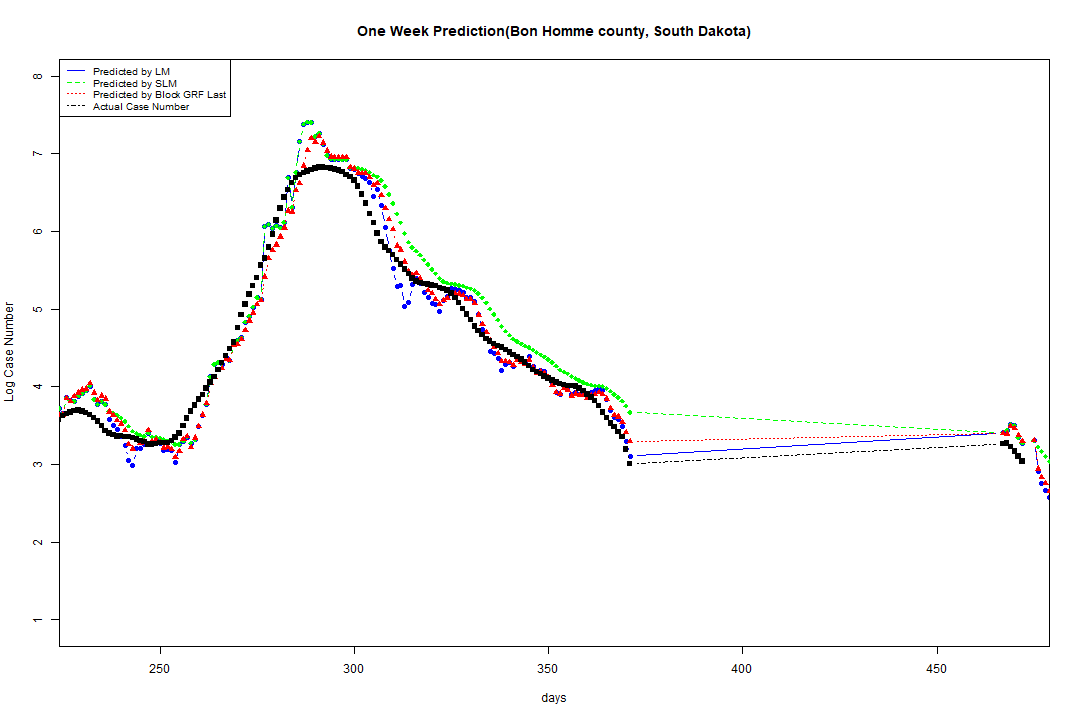 One Week Prediction(Bon Homme county, South Dakota)
Predicted by LM
Predicted by SLM
Predicted by Block GRF Last
Actual Case Number
8
7
6
5
4
3
2
1
Log Case Number
250 300 350 400 450
days